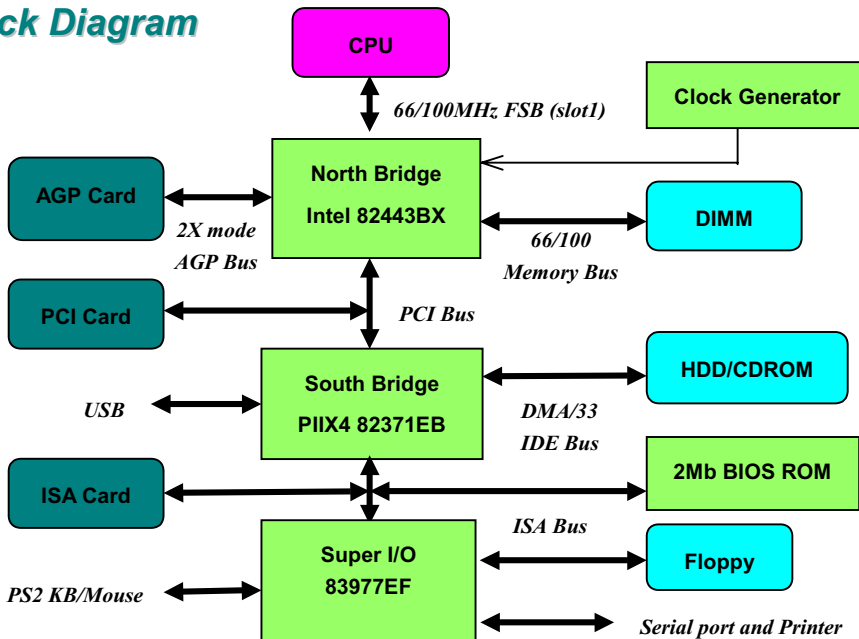 ck Diagram
CPU
66/100MHz FSB (slot1)
Clock Generator
North Bridge
Intel 82443BX
AGP Card
2X mode
AGP Bus
DIMM
66/100
Memory Bus
PCI Card
PCI Bus
South Bridge
PIIX4 82371EB
HDD/CDROM
USB
DMA/33
IDE Bus
ISA Card
2Mb BIOS ROM
ISA Bus
Super I/O
83977EF
Floppy
PS2 KB/Mouse
Serial port and Printer